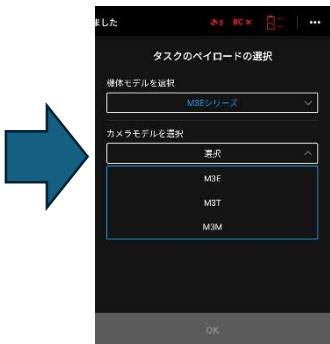 ました RC ×
タスクのペイロードの選択
機体モデルを選択
M3Eシリーズ
カメラモデルを選択
選択
M3E
M3T
M3M
OK